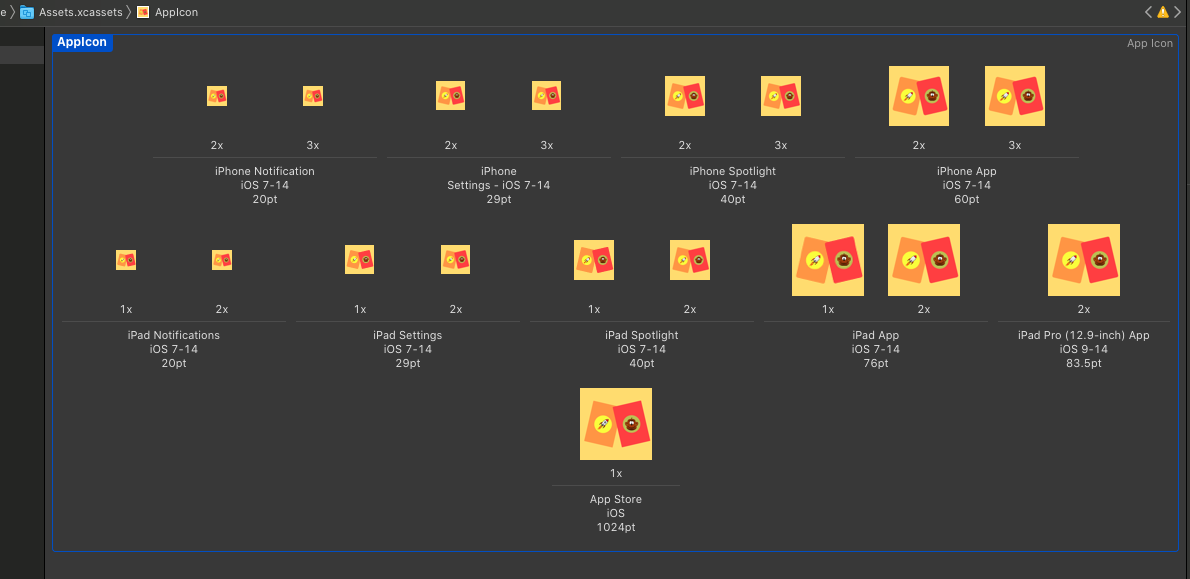 e Assets.xcassets AppIcon
AppIcon
App Icon
2x 3x 2x 3x 2x 3x 2x 3x
iPhone Notification
iOS 7-14
20pt
iPhone
Settings - iOS 7-14
29pt
iPhone Spotlight
iOS 7-14
40pt
iPhone App
iOS 7-14
60pt
1x 2x 1x 2x 1x 2x 1x 2x 2x
iPad Notifications
iOS 7-14
20pt
iPad Settings
iOS 7-14
29pt
iPad Spotlight
iOS 7-14
40pt
iPad App
iOS 7-14
76pt
iPad Pro (12.9-inch) App
iOS 9-14
83.5pt
1x
App Store
iOS
1024pt